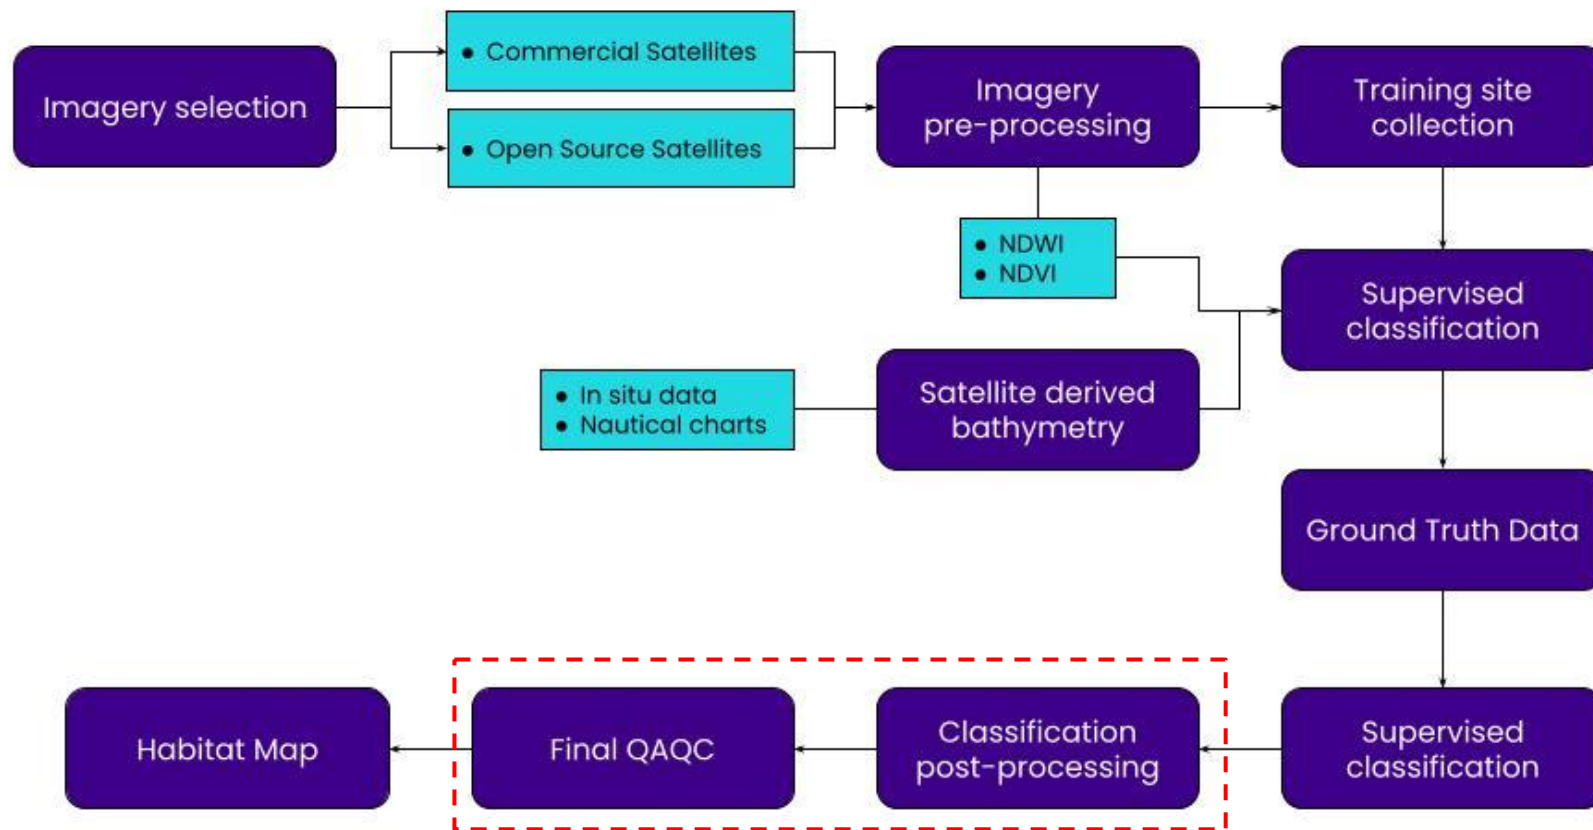 Imagery selection
● Commercial Satellites
● Open Source Satellites
Imagery
pre-processing
Training site
collection
● NDWI
● NDVI
Supervised
classification
● In situ data
● Nautical charts
Satellite derived
bathymetry
Ground Truth Data
Habitat Map
Final QAQC
Classification
post-processing
Supervised
classification